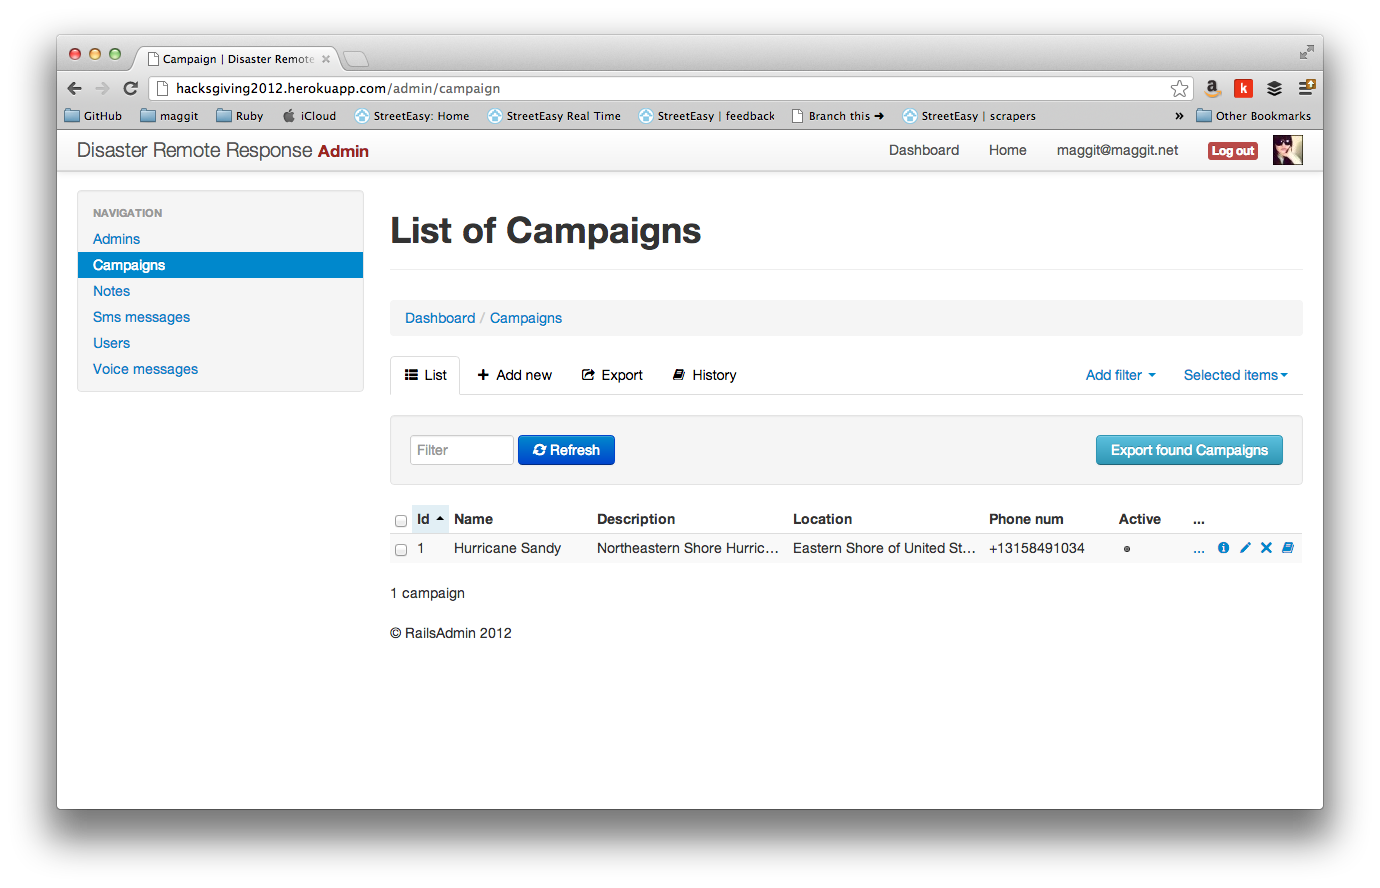 Campaign | Disaster Remote
hacksgiving2012.herokuapp.com/admin/campaign
GitHub maggit Ruby iCloud StreetEasy: Home StreetEasy Real Time StreetEasy | feedback Branch this ➔ StreetEasy | scrapers » Other Bookmarks
Disaster Remote Response Admin Dashboard Home maggit@maggit.net Log out
NAVIGATION
Admins
Campaigns
Notes
Sms messages
Users
Voice messages
List of Campaigns
Dashboard / Campaigns
List Add new Export History Add filter Selected items
Filter Refresh Export found Campaigns
Id Name Description Location Phone num Active ...
1 Hurricane Sandy Northeastern Shore Hurric... Eastern Shore of United St... +13158491034 ...
1 campaign
© RailsAdmin 2012